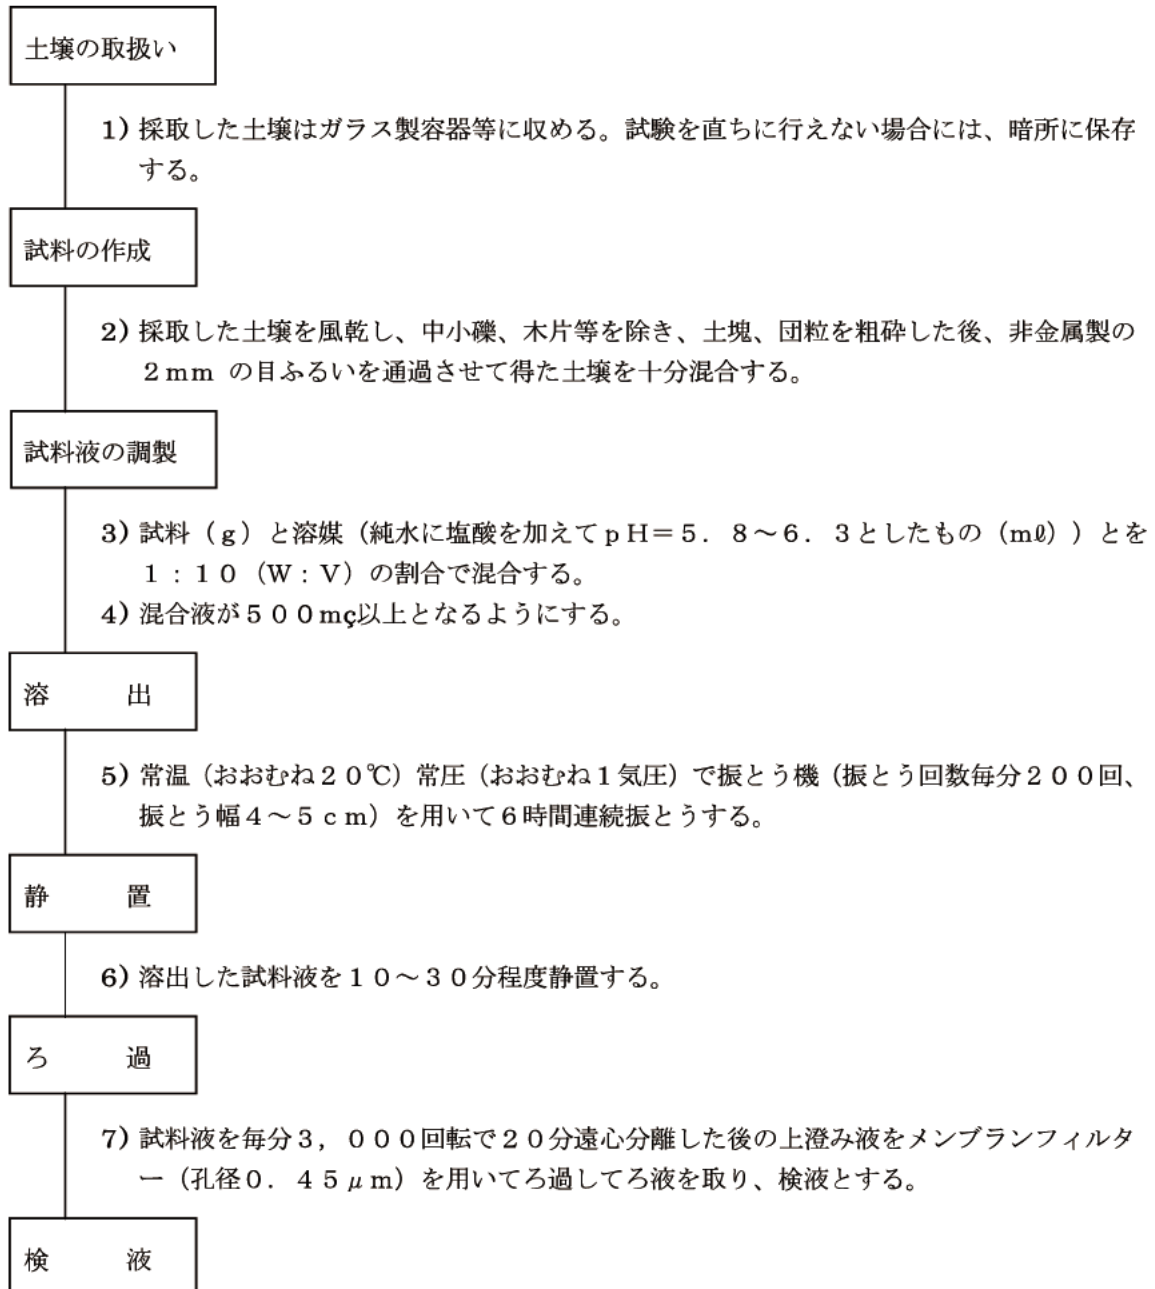 土壌の取扱い
1) 採取した土壌はガラス製容器等に収める。試験を直ちに行えない場合には、暗所に保存
する。
試料の作成
2) 採取した土壌を風乾し、中小礫、木片等を除き、土塊、団粒を粗砕した後、非金属製の
２mm の目ふるいを通過させて得た土壌を十分混合する。
試料液の調製
3) 試料（g）と溶媒（純水に塩酸を加えてｐＨ＝５．８～６．３としたもの（mℓ））とを
１：１０（W：V）の割合で混合する。
4) 混合液が５００mç以上となるようにする。
溶　　出
5) 常温（おおむね２０℃）常圧（おおむね１気圧）で振とう機（振とう回数毎分２００回、
振とう幅４～５ｃｍ）を用いて６時間連続振とうする。
静　　置
6) 溶出した試料液を１０～３０分程度静置する。
ろ　　過
7) 試料液を毎分３，０００回転で２０分遠心分離した後の上澄み液をメンブランフィルタ
ー（孔径０．４５μｍ）を用いてろ過してろ液を取り、検液とする。
検　　液